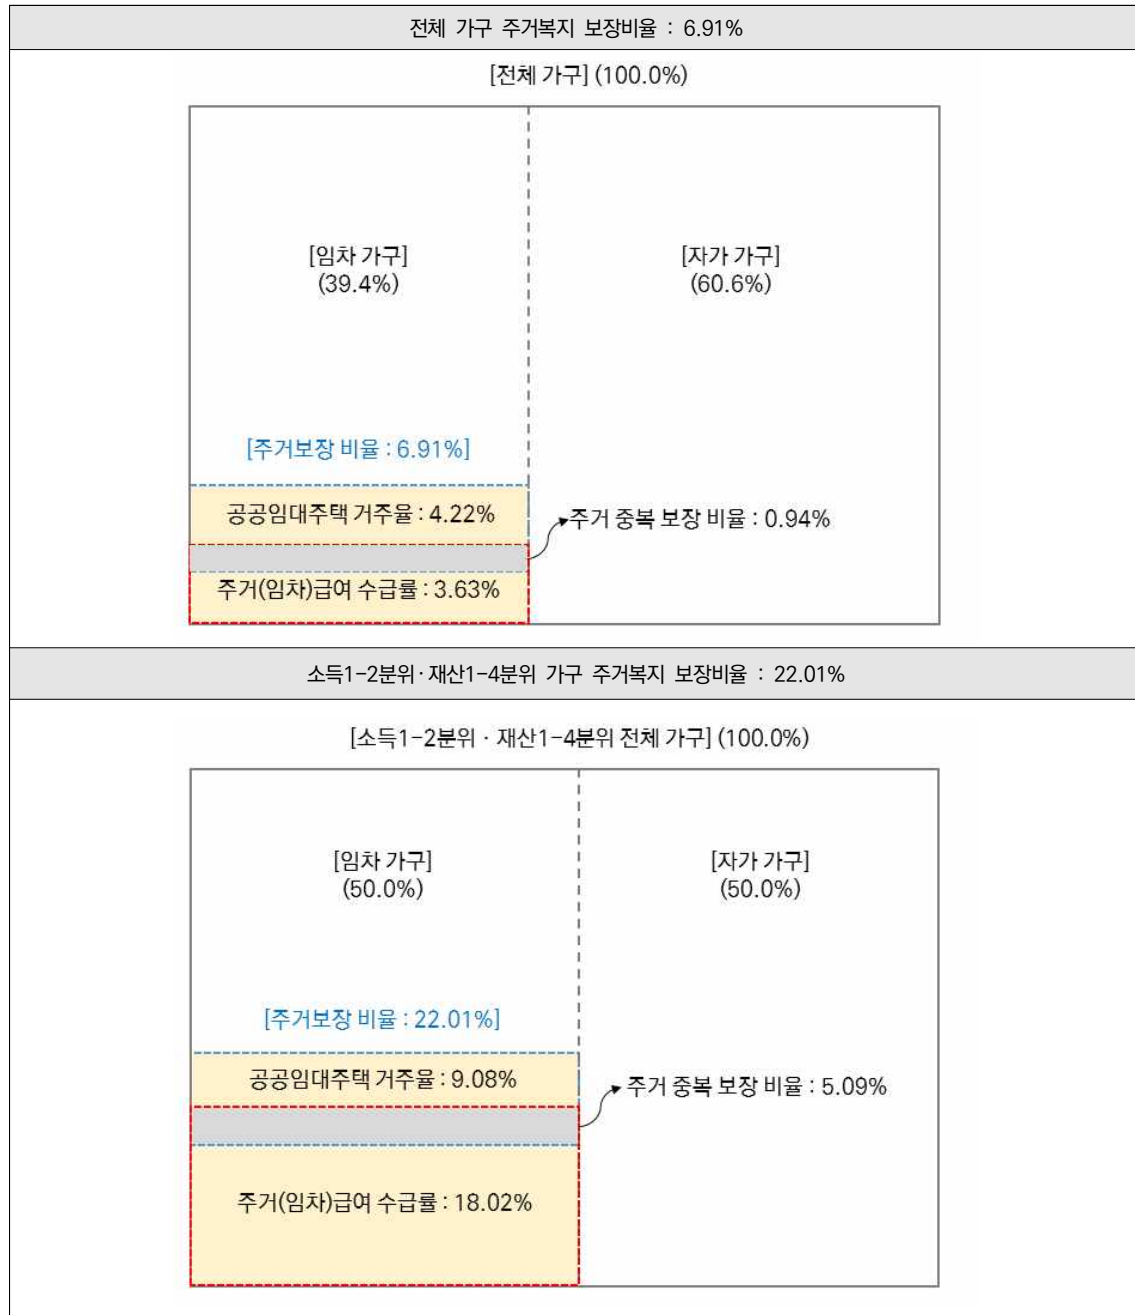 전체 가구 주거복지 보장비율 : 6.91%
[전체 가구] (100.0%)
[임차 가구]
(39.4%)
[자가 가구]
(60.6%)
[주거보장 비율 : 6.91%]
공공임대주택 거주율 : 4.22%
주거 중복 보장 비율 : 0.94%
주거(임차)급여 수급률 : 3.63%
소득1-2분위·재산1-4분위 가구 주거복지 보장비율 : 22.01%
[소득1-2분위 · 재산1-4분위 전체 가구] (100.0%)
[임차 가구]
(50.0%)
[자가 가구]
(50.0%)
[주거보장 비율 : 22.01%]
공공임대주택 거주율 : 9.08%
주거 중복 보장 비율 : 5.09%
주거(임차)급여 수급률 : 18.02%